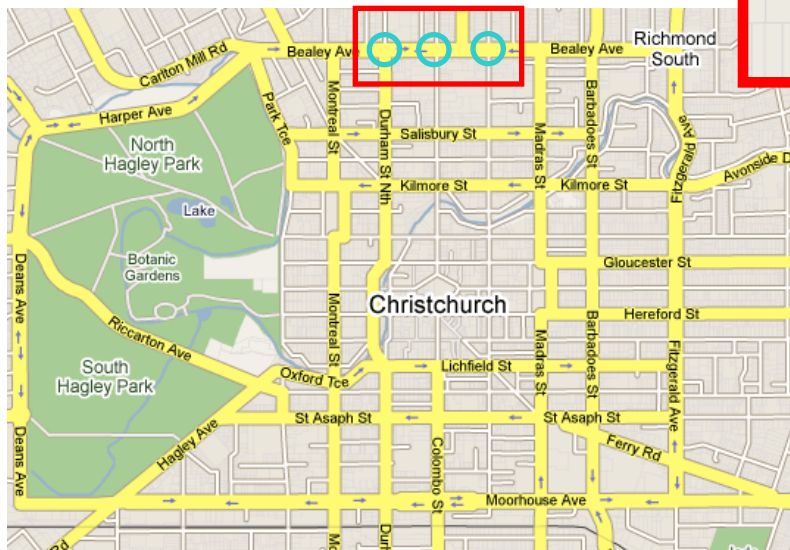 Richmond
South
Bealey Ave
Bealey Ave
Carlton Mill Rd
Harper Ave
Park Tce
Montreal St
Durham St Nth
Salisbury St
Madras St
Barbadoes St
Fitzgerald Ave
Avonside D
North
Hagley Park
Kilmore St
Kilmore St
Lake
Botanic
Gardens
Gloucester St
Deans Ave
Christchurch
Hereford St
Riccarton Ave
Montreal St
Madras St
Barbadoes St
Fitzgerald Ave
South
Hagley Park
Oxford Tce
Lichfield St
St Asaph St
St Asaph St
Hagley Ave
Colombo St
Ferry Rd
Deans Ave
Moorhouse Ave
Mo
Durh
Rd